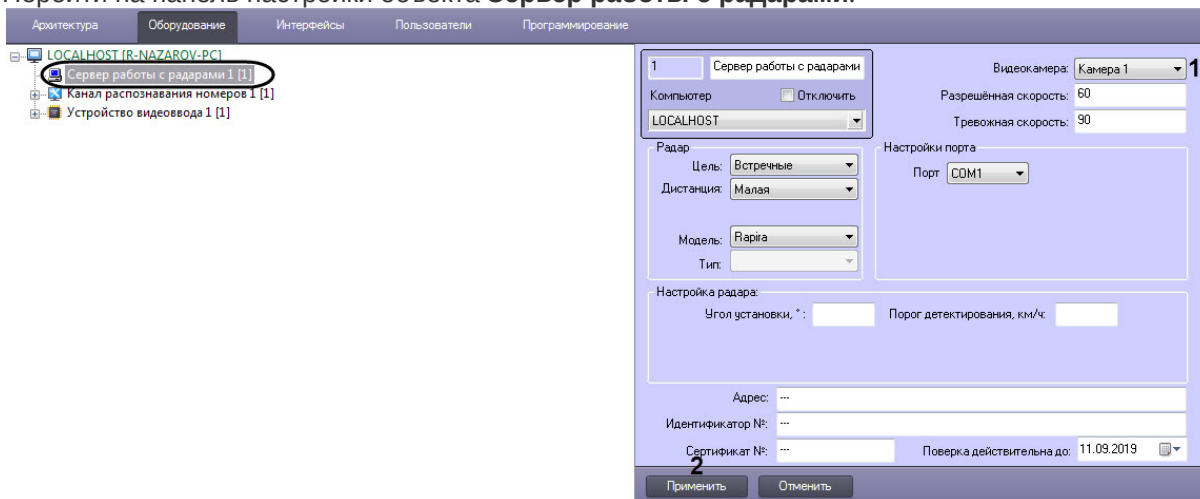 Перейти на панель настройки объекта Сервер работы с радарами.
Архитектура Оборудование Интерфейсы Пользователи Программирование
LOCALHOST [R-NAZAROV-PC]
Сервер работы с радарами 1 [1]
Канал распознавания номеров 1 [1]
Устройство видеоввода 1 [1]
1 Сервер работы с радарами
Компьютер Отключить
LOCALHOST
Видеокамера: Камера 1 1
Разрешённая скорость: 60
Тревожная скорость: 90
Радар
Цель: Встречные
Дистанция: Малая
Модель: Rapira
Тип:
Настройки порта
Порт COM1
Настройка радара:
Угол установки, ° : Порог детектирования, км/ч:
Адрес: ---
Идентификатор №: ---
Сертификат №: --- Поверка действительна до: 11.09.2019
2
Применить Отменить